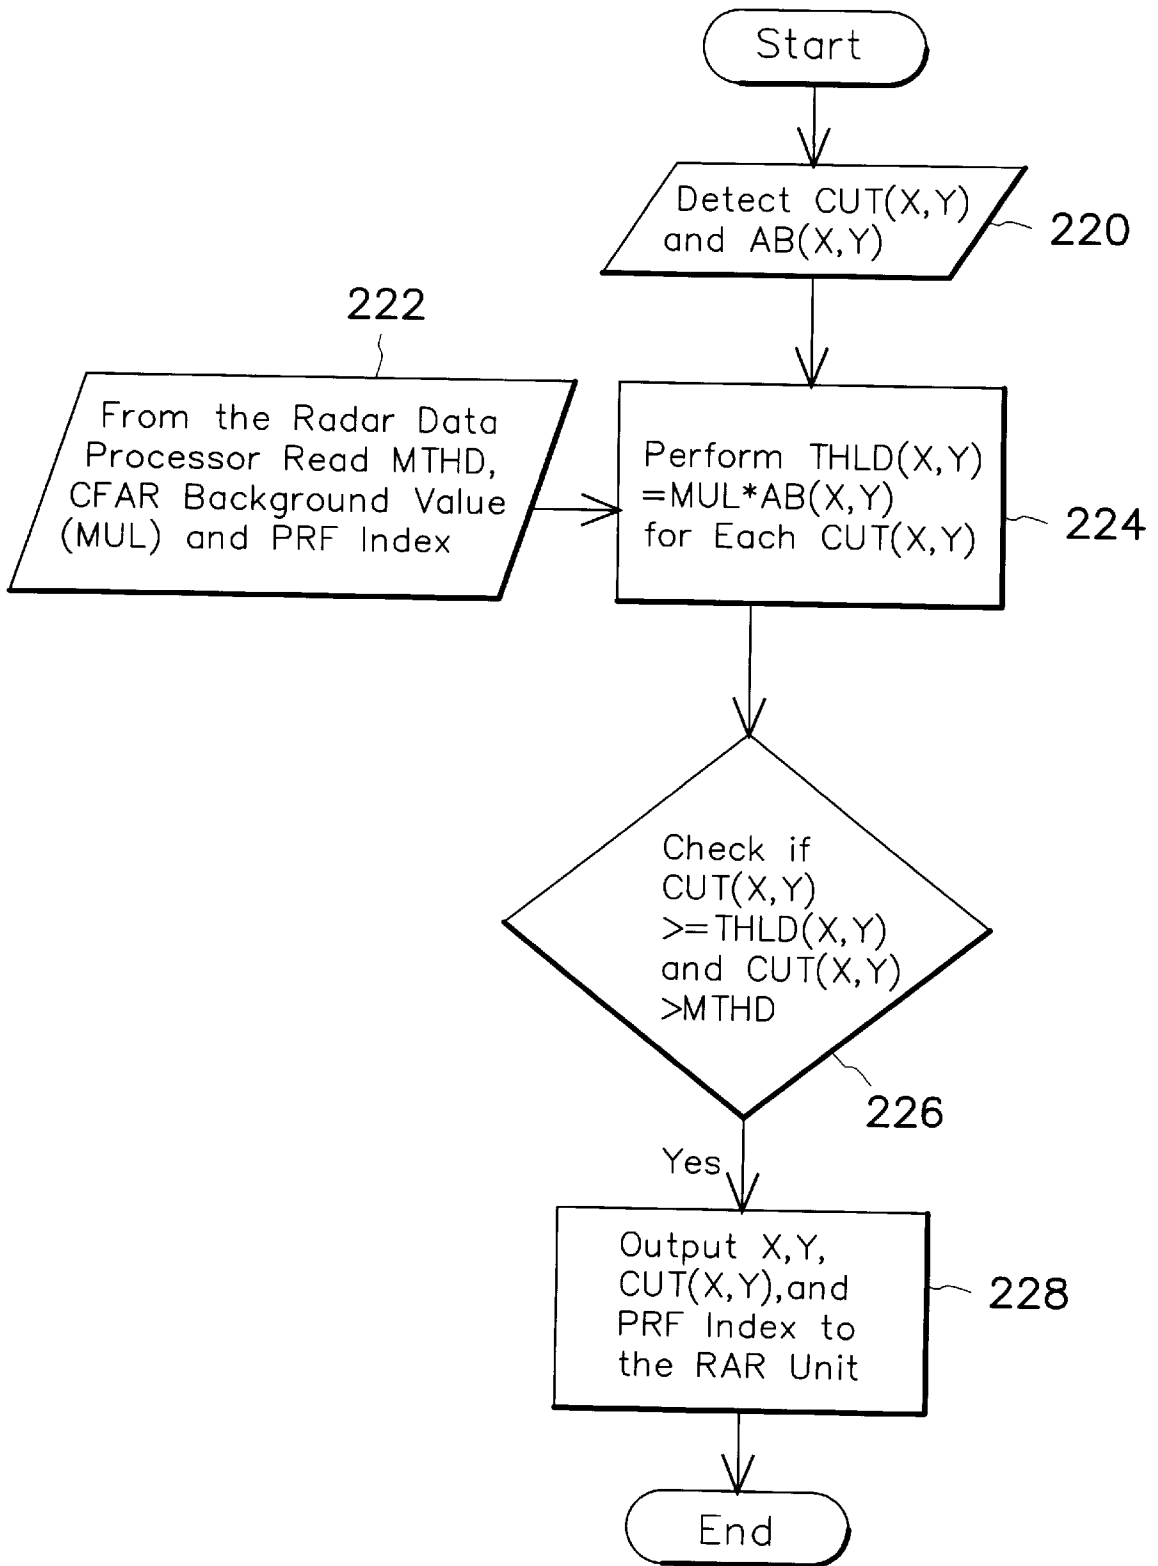 Start
Detect CUT(X,Y)
and AB(X,Y)
220
222
From the Radar Data
Processor Read MTHD,
CFAR Background Value
(MUL) and PRF Index
Perform THLD(X,Y)
=MUL*AB(X,Y)
for Each CUT(X,Y)
224
Check if
CUT(X,Y)
>=THLD(X,Y)
and CUT(X,Y)
>MTHD
226
Yes
Output X,Y,
CUT(X,Y),and
PRF Index to
the RAR Unit
228
End